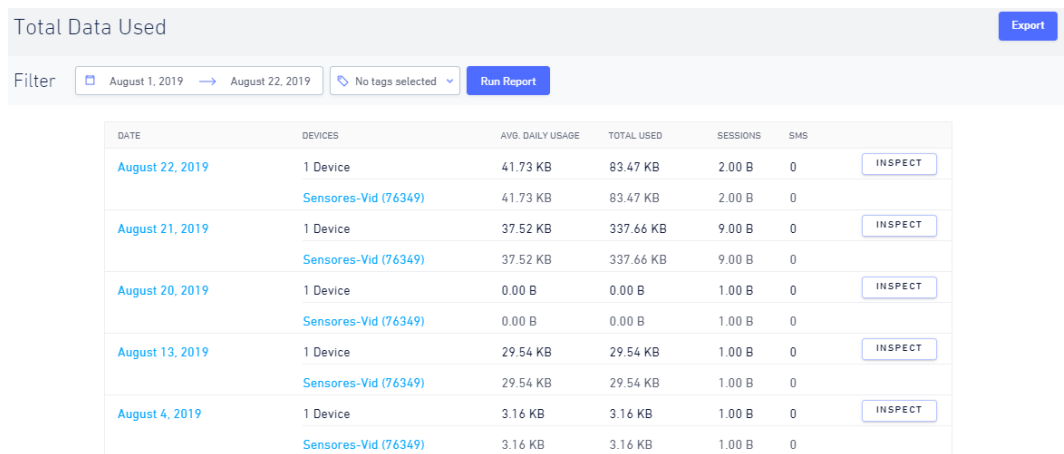 Total Data Used
Export
Filter August 1, 2019 August 22, 2019 No tags selected Run Report
DATE DEVICES AVG. DAILY USAGE TOTAL USED SESSIONS SMS
August 22, 2019 1 Device 41.73 KB 83.47 KB 2.00 B 0 INSPECT
Sensores-Vid (76349) 41.73 KB 83.47 KB 2.00 B 0
August 21, 2019 1 Device 37.52 KB 337.66 KB 9.00 B 0 INSPECT
Sensores-Vid (76349) 37.52 KB 337.66 KB 9.00 B 0
August 20, 2019 1 Device 0.00 B 0.00 B 1.00 B 0 INSPECT
Sensores-Vid (76349) 0.00 B 0.00 B 1.00 B 0
August 13, 2019 1 Device 29.54 KB 29.54 KB 1.00 B 0 INSPECT
Sensores-Vid (76349) 29.54 KB 29.54 KB 1.00 B 0
August 4, 2019 1 Device 3.16 KB 3.16 KB 1.00 B 0 INSPECT
Sensores-Vid (76349) 3.16 KB 3.16 KB 1.00 B 0